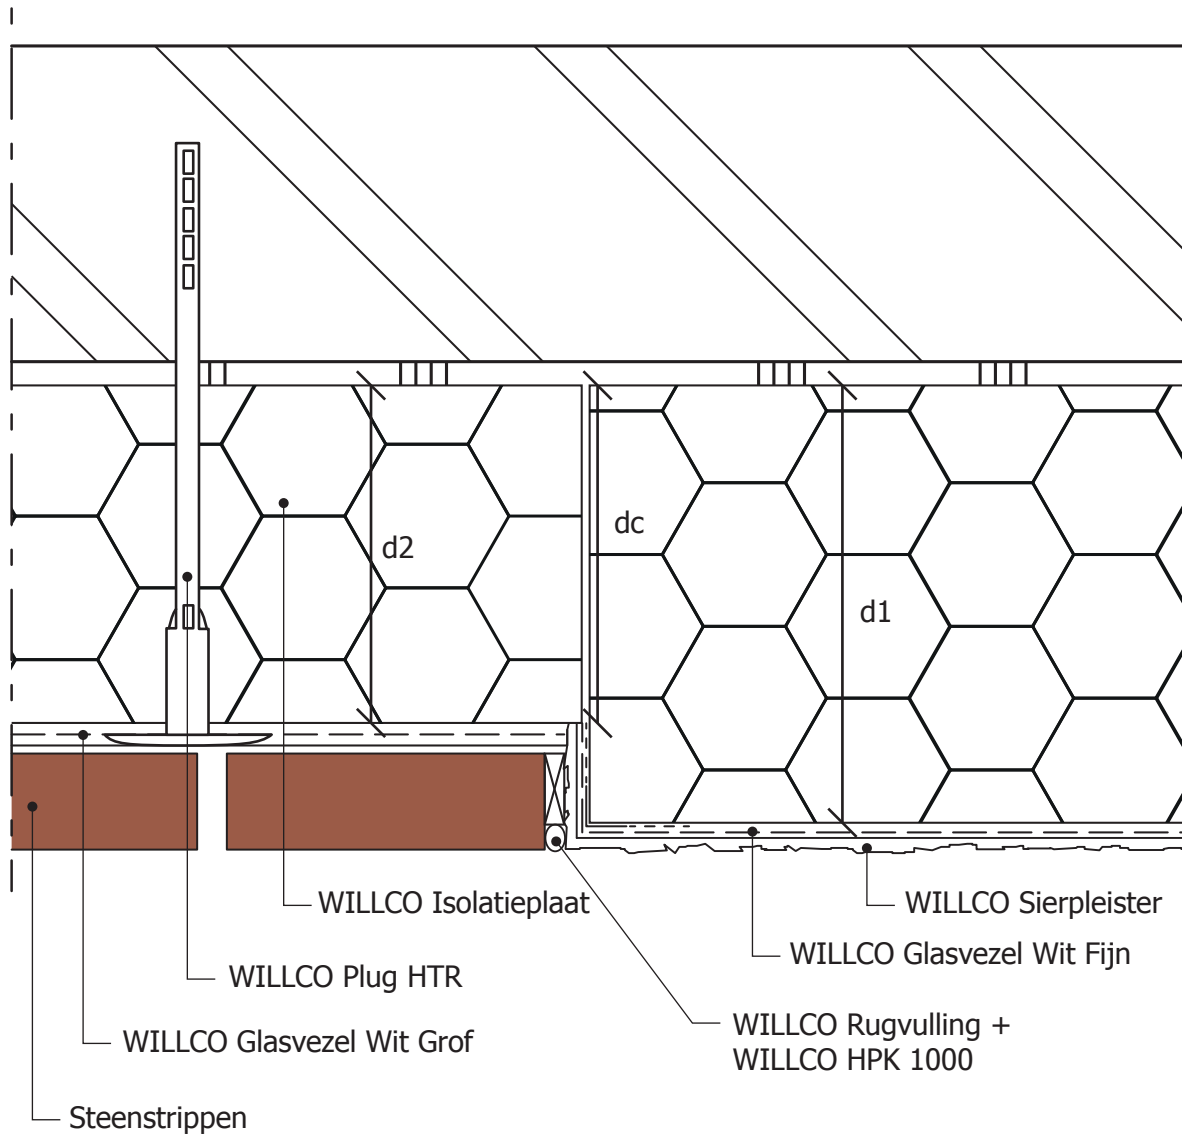 d2
dc
d1
WILLCO Isolatieplaat
WILLCO Sierpleister
WILLCO Glasvezel Wit Fijn
WILLCO Plug HTR
WILLCO Rugvulling +
WILLCO HPK 1000
WILLCO Glasvezel Wit Grof
Steenstrippen